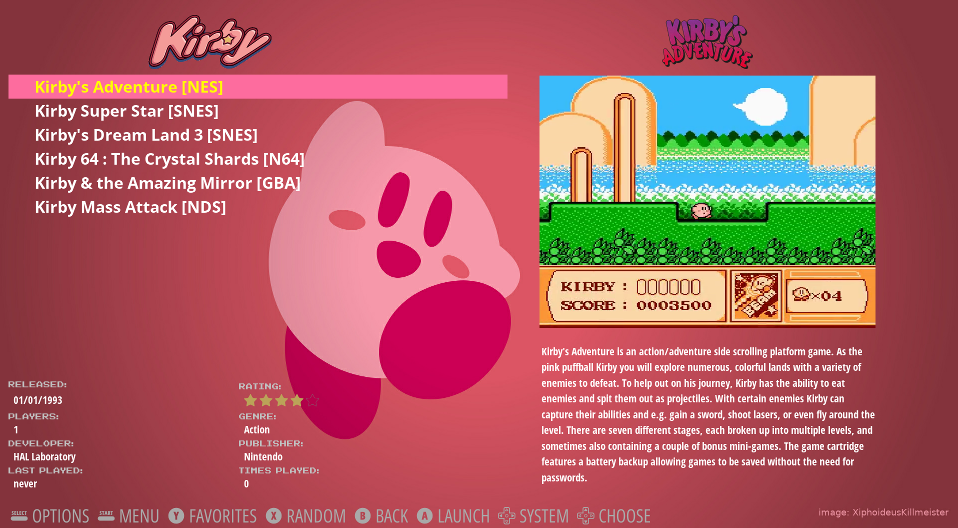 Kirby
KIRBY'S
ADVENTURE
Kirby's Adventure [NES]
Kirby Super Star [SNES]
Kirby's Dream Land 3 [SNES]
Kirby 64 : The Crystal Shards [N64]
Kirby & the Amazing Mirror [GBA]
Kirby Mass Attack [NDS]
KIRBY :
SCORE : 0003500
BEAM
×04
Kirby's Adventure is an action/adventure side scrolling platform game. As the
pink puffball Kirby you will explore numerous, colorful lands with a variety of
enemies to defeat. To help out on his journey, Kirby has the ability to eat
enemies and spit them out as projectiles. With certain enemies Kirby can
capture their abilities and e.g. gain a sword, shoot lasers, or even fly around the
level. There are seven different stages, each broken up into multiple levels, and
sometimes also containing a couple of bonus mini-games. The game cartridge
features a battery backup allowing games to be saved without the need for
passwords.
RELEASED:
01/01/1993
PLAYERS:
1
DEVELOPER:
HAL Laboratory
LAST PLAYED:
never
RATING:
GENRE:
Action
PUBLISHER:
Nintendo
TIMES PLAYED:
0
SELECT OPTIONS START MENU Y FAVORITES X RANDOM B BACK A LAUNCH SYSTEM CHOOSE
image: XiphoideusKillmeister